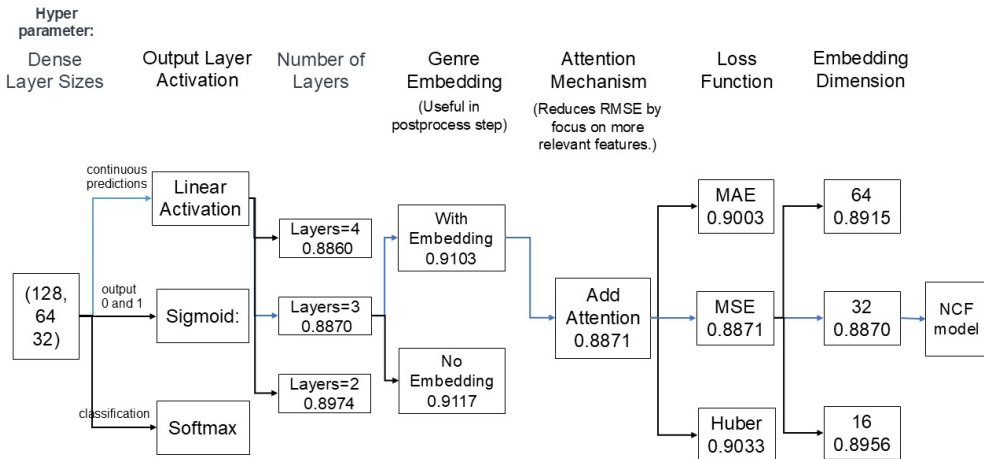 Hyper
parameter:
Dense
Layer Sizes
Output Layer
Activation
Number of
Layers
Genre
Embedding
(Useful in
postprocess step)
Attention
Mechanism
(Reduces RMSE by
focus on more
relevant features.)
Loss
Function
Embedding
Dimension
(128,
64
32)
continuous
predictions
output
0 and 1
classification
Linear
Activation
Sigmoid:
Softmax
Layers=4
0.8860
Layers=3
0.8870
Layers=2
0.8974
With
Embedding
0.9103
No
Embedding
0.9117
Add
Attention
0.8871
MAE
0.9003
MSE
0.8871
Huber
0.9033
64
0.8915
32
0.8870
16
0.8956
NCF
model